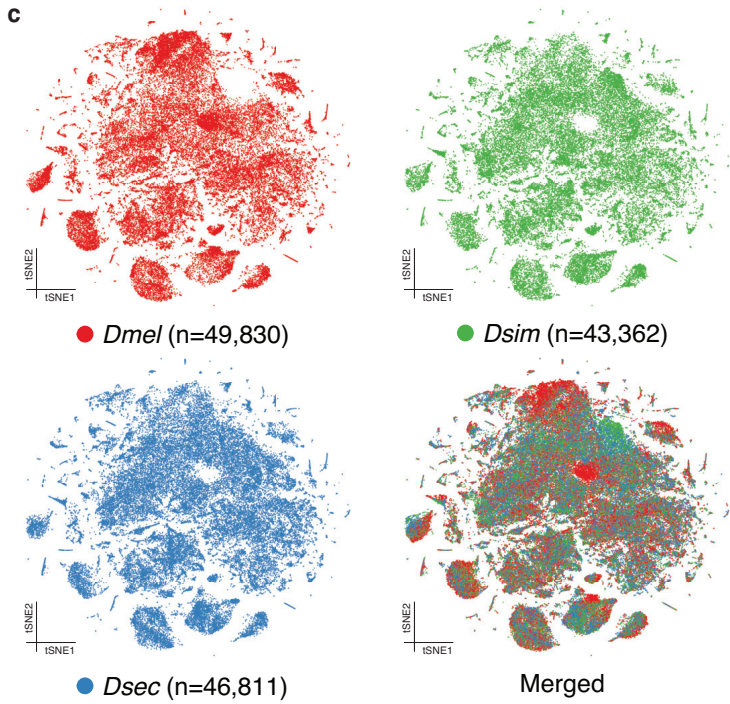 c
tSNE2
tSNE1
Dmel (n=49,830)
tSNE2
tSNE1
Dsim (n=43,362)
tSNE2
tSNE1
Dsec (n=46,811)
tSNE2
tSNE1
Merged